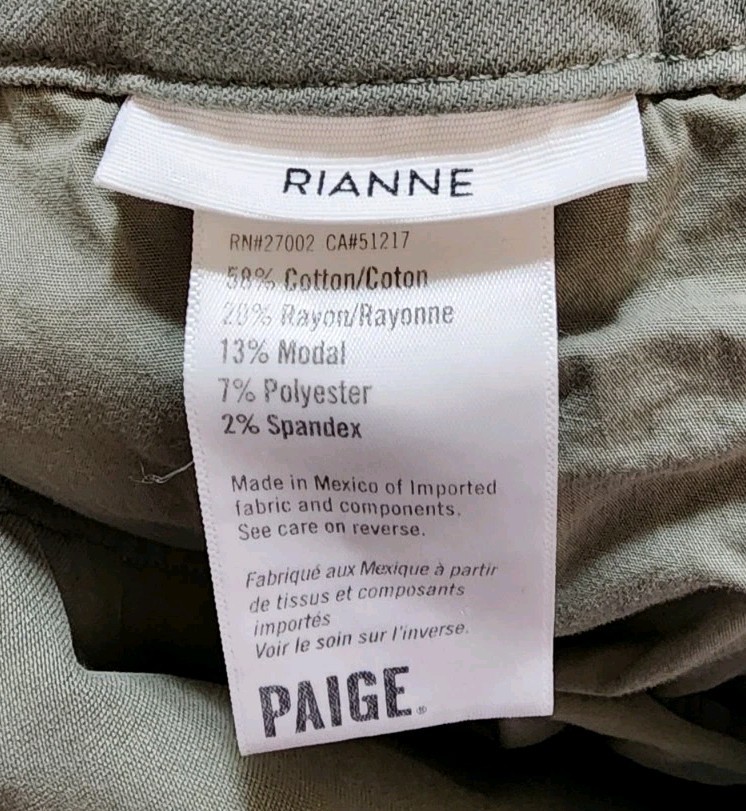 RIANNE
RN#27002 CA#51217
58% Cotton/Coton
20% Rayon/Rayonne
13% Modal
7% Polyester
2% Spandex
Made in Mexico of Imported
fabric and components.
See care on reverse.
Fabriqué aux Mexique à partir
de tissus et composants
importés
Voir le soin sur l'inverse.
PAIGE®